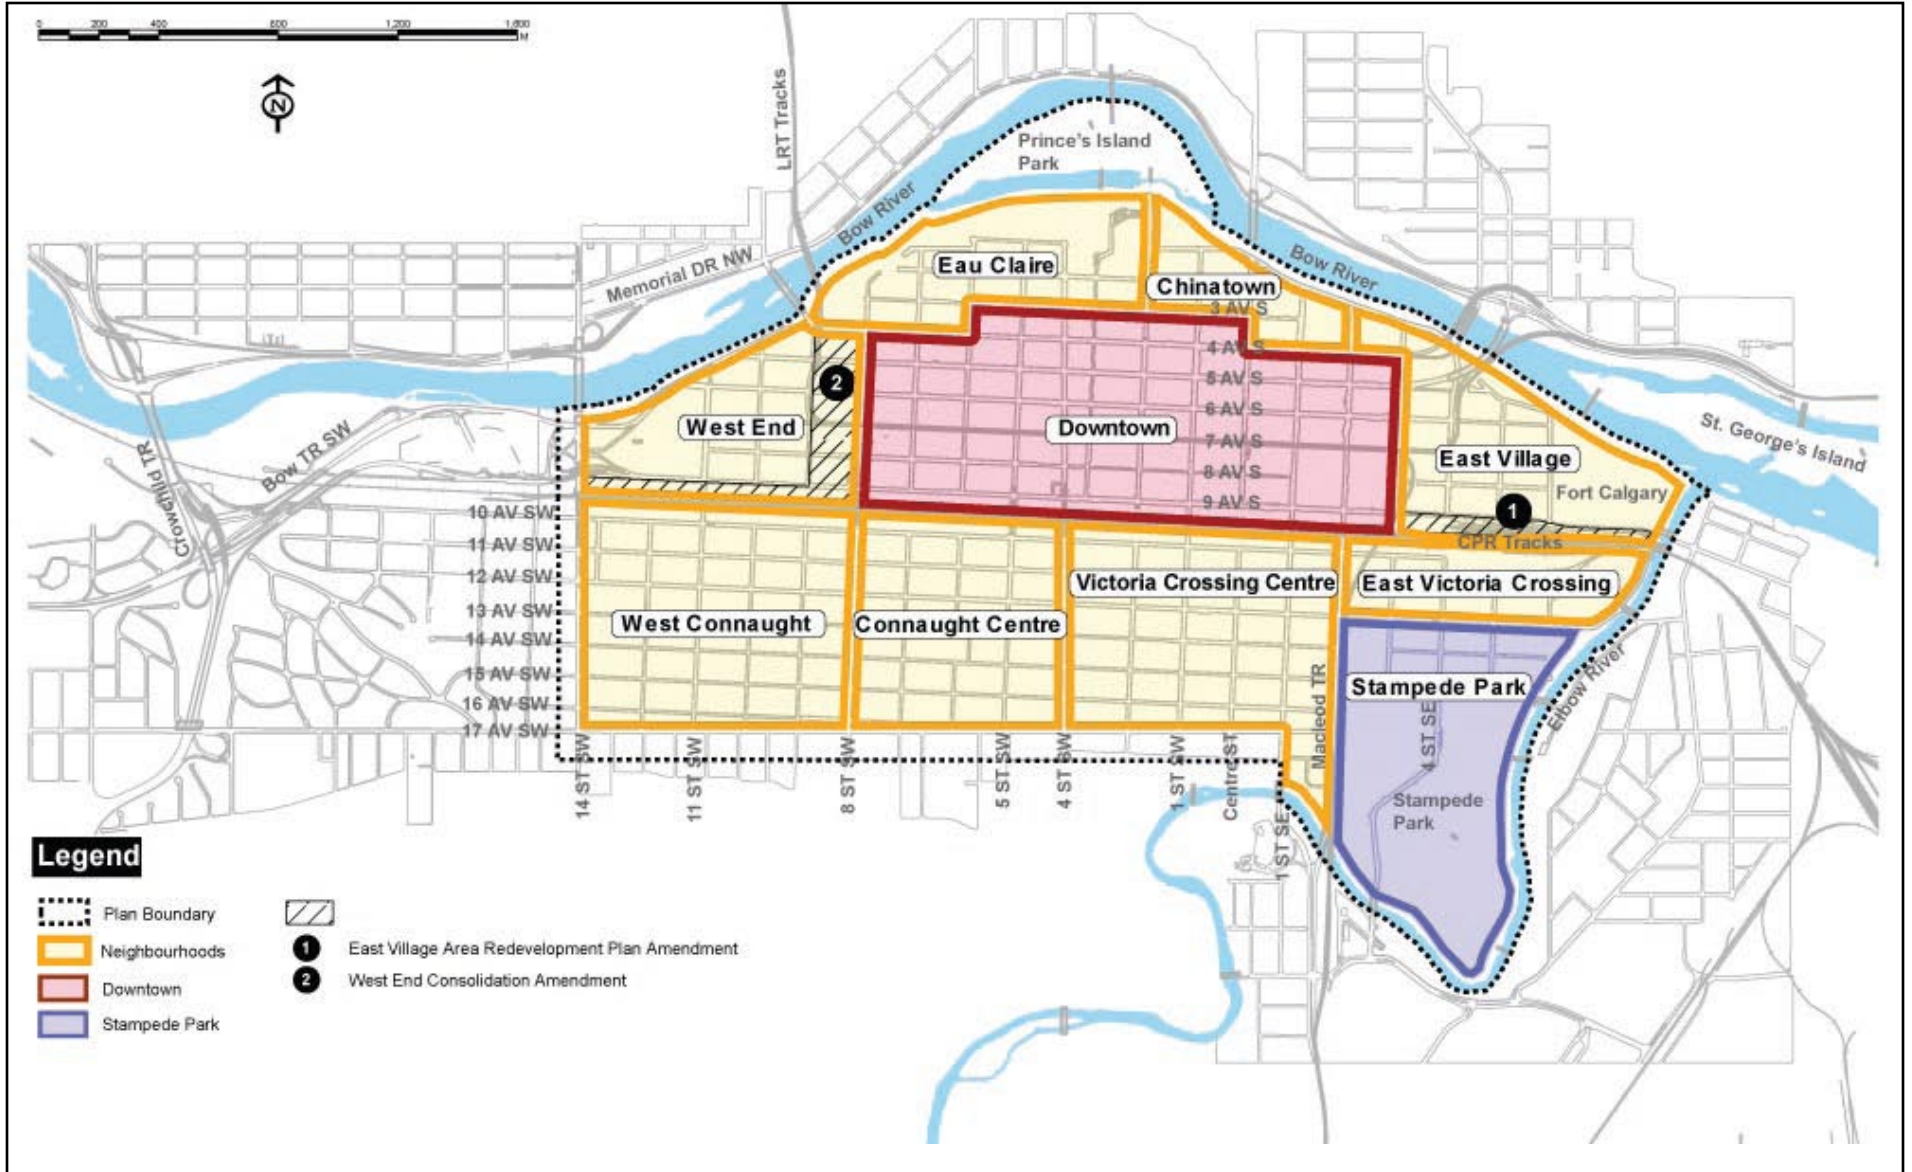 0 200 400 800 1,200 1,600
M
N
LRT Tracks
Prince's Island
Park
Bow River
Memorial DR NW
Bow River
Eau Claire
Chinatown
3 AV S
4 AV S
5 AV S
6 AV S
7 AV S
8 AV S
9 AV S
2
West End
Downtown
East Village
St. George's Island
Fort Calgary
1
CPR Tracks
Crowchild TR
Bow TR SW
10 AV SW
11 AV SW
12 AV SW
13 AV SW
14 AV SW
15 AV SW
16 AV SW
17 AV SW
West Connaught
Connaught Centre
Victoria Crossing Centre
East Victoria Crossing
Stampede Park
Macleod TR
4 ST SE
Elbow River
Stampede
Park
14 ST SW
11 ST SW
8 ST SW
5 ST SW
4 ST SW
1 ST SW
Centre ST
1 ST SE
Legend
Plan Boundary
Neighbourhoods
Downtown
Stampede Park
1 East Village Area Redevelopment Plan Amendment
2 West End Consolidation Amendment